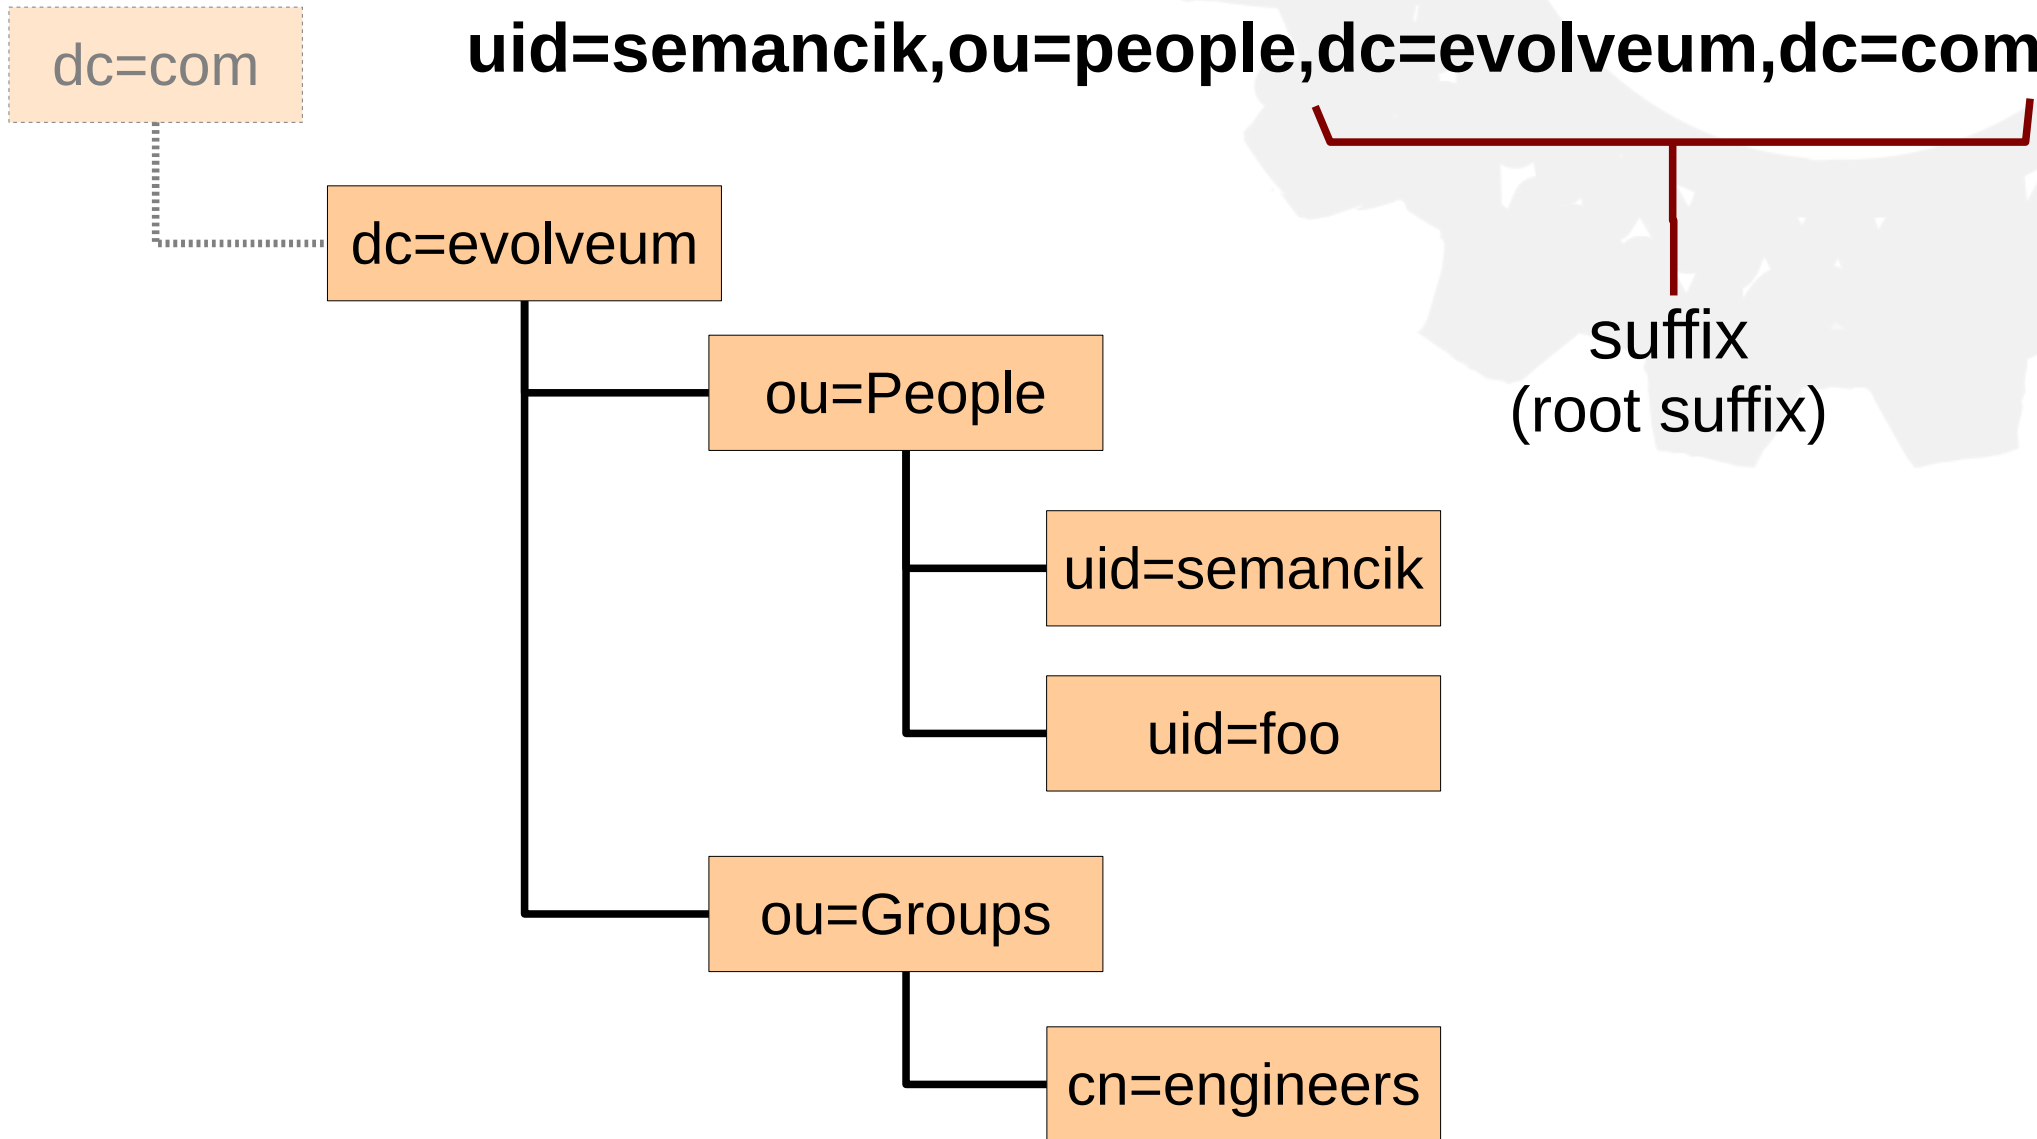 dc=com
uid=semancik,ou=people,dc=evolveum,dc=com
dc=evolveum
suffix
(root suffix)
ou=People
uid=semancik
uid=foo
ou=Groups
cn=engineers